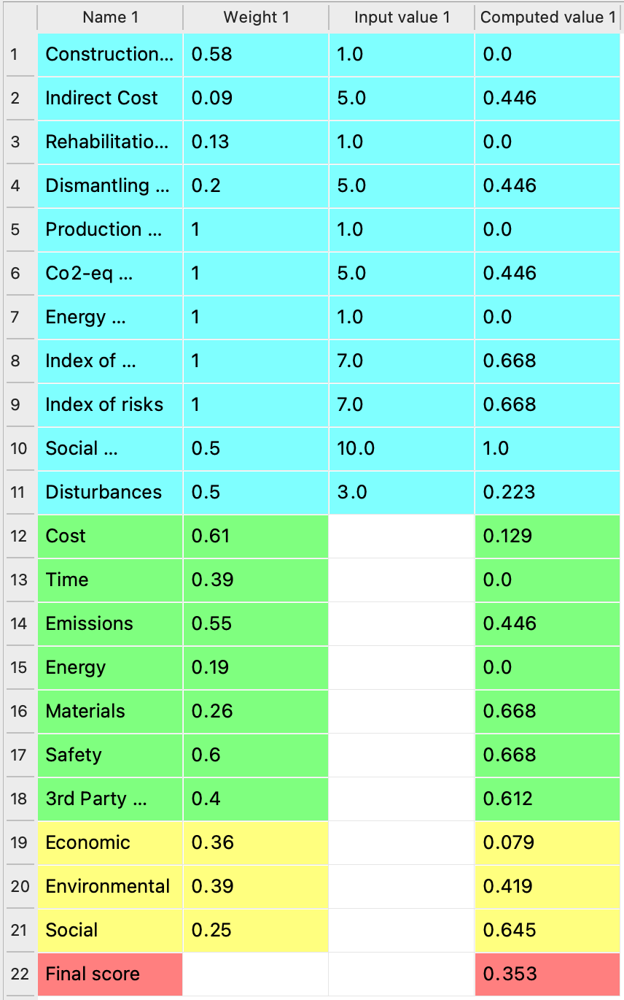 Name 1 Weight 1 Input value 1 Computed value 1
1 Construction... 0.58 1.0 0.0
2 Indirect Cost 0.09 5.0 0.446
3 Rehabilitatio... 0.13 1.0 0.0
4 Dismantling ... 0.2 5.0 0.446
5 Production ... 1 1.0 0.0
6 Co2-eq ... 1 5.0 0.446
7 Energy ... 1 1.0 0.0
8 Index of ... 1 7.0 0.668
9 Index of risks 1 7.0 0.668
10 Social ... 0.5 10.0 1.0
11 Disturbances 0.5 3.0 0.223
12 Cost 0.61 0.129
13 Time 0.39 0.0
14 Emissions 0.55 0.446
15 Energy 0.19 0.0
16 Materials 0.26 0.668
17 Safety 0.6 0.668
18 3rd Party ... 0.4 0.612
19 Economic 0.36 0.079
20 Environmental 0.39 0.419
21 Social 0.25 0.645
22 Final score 0.353